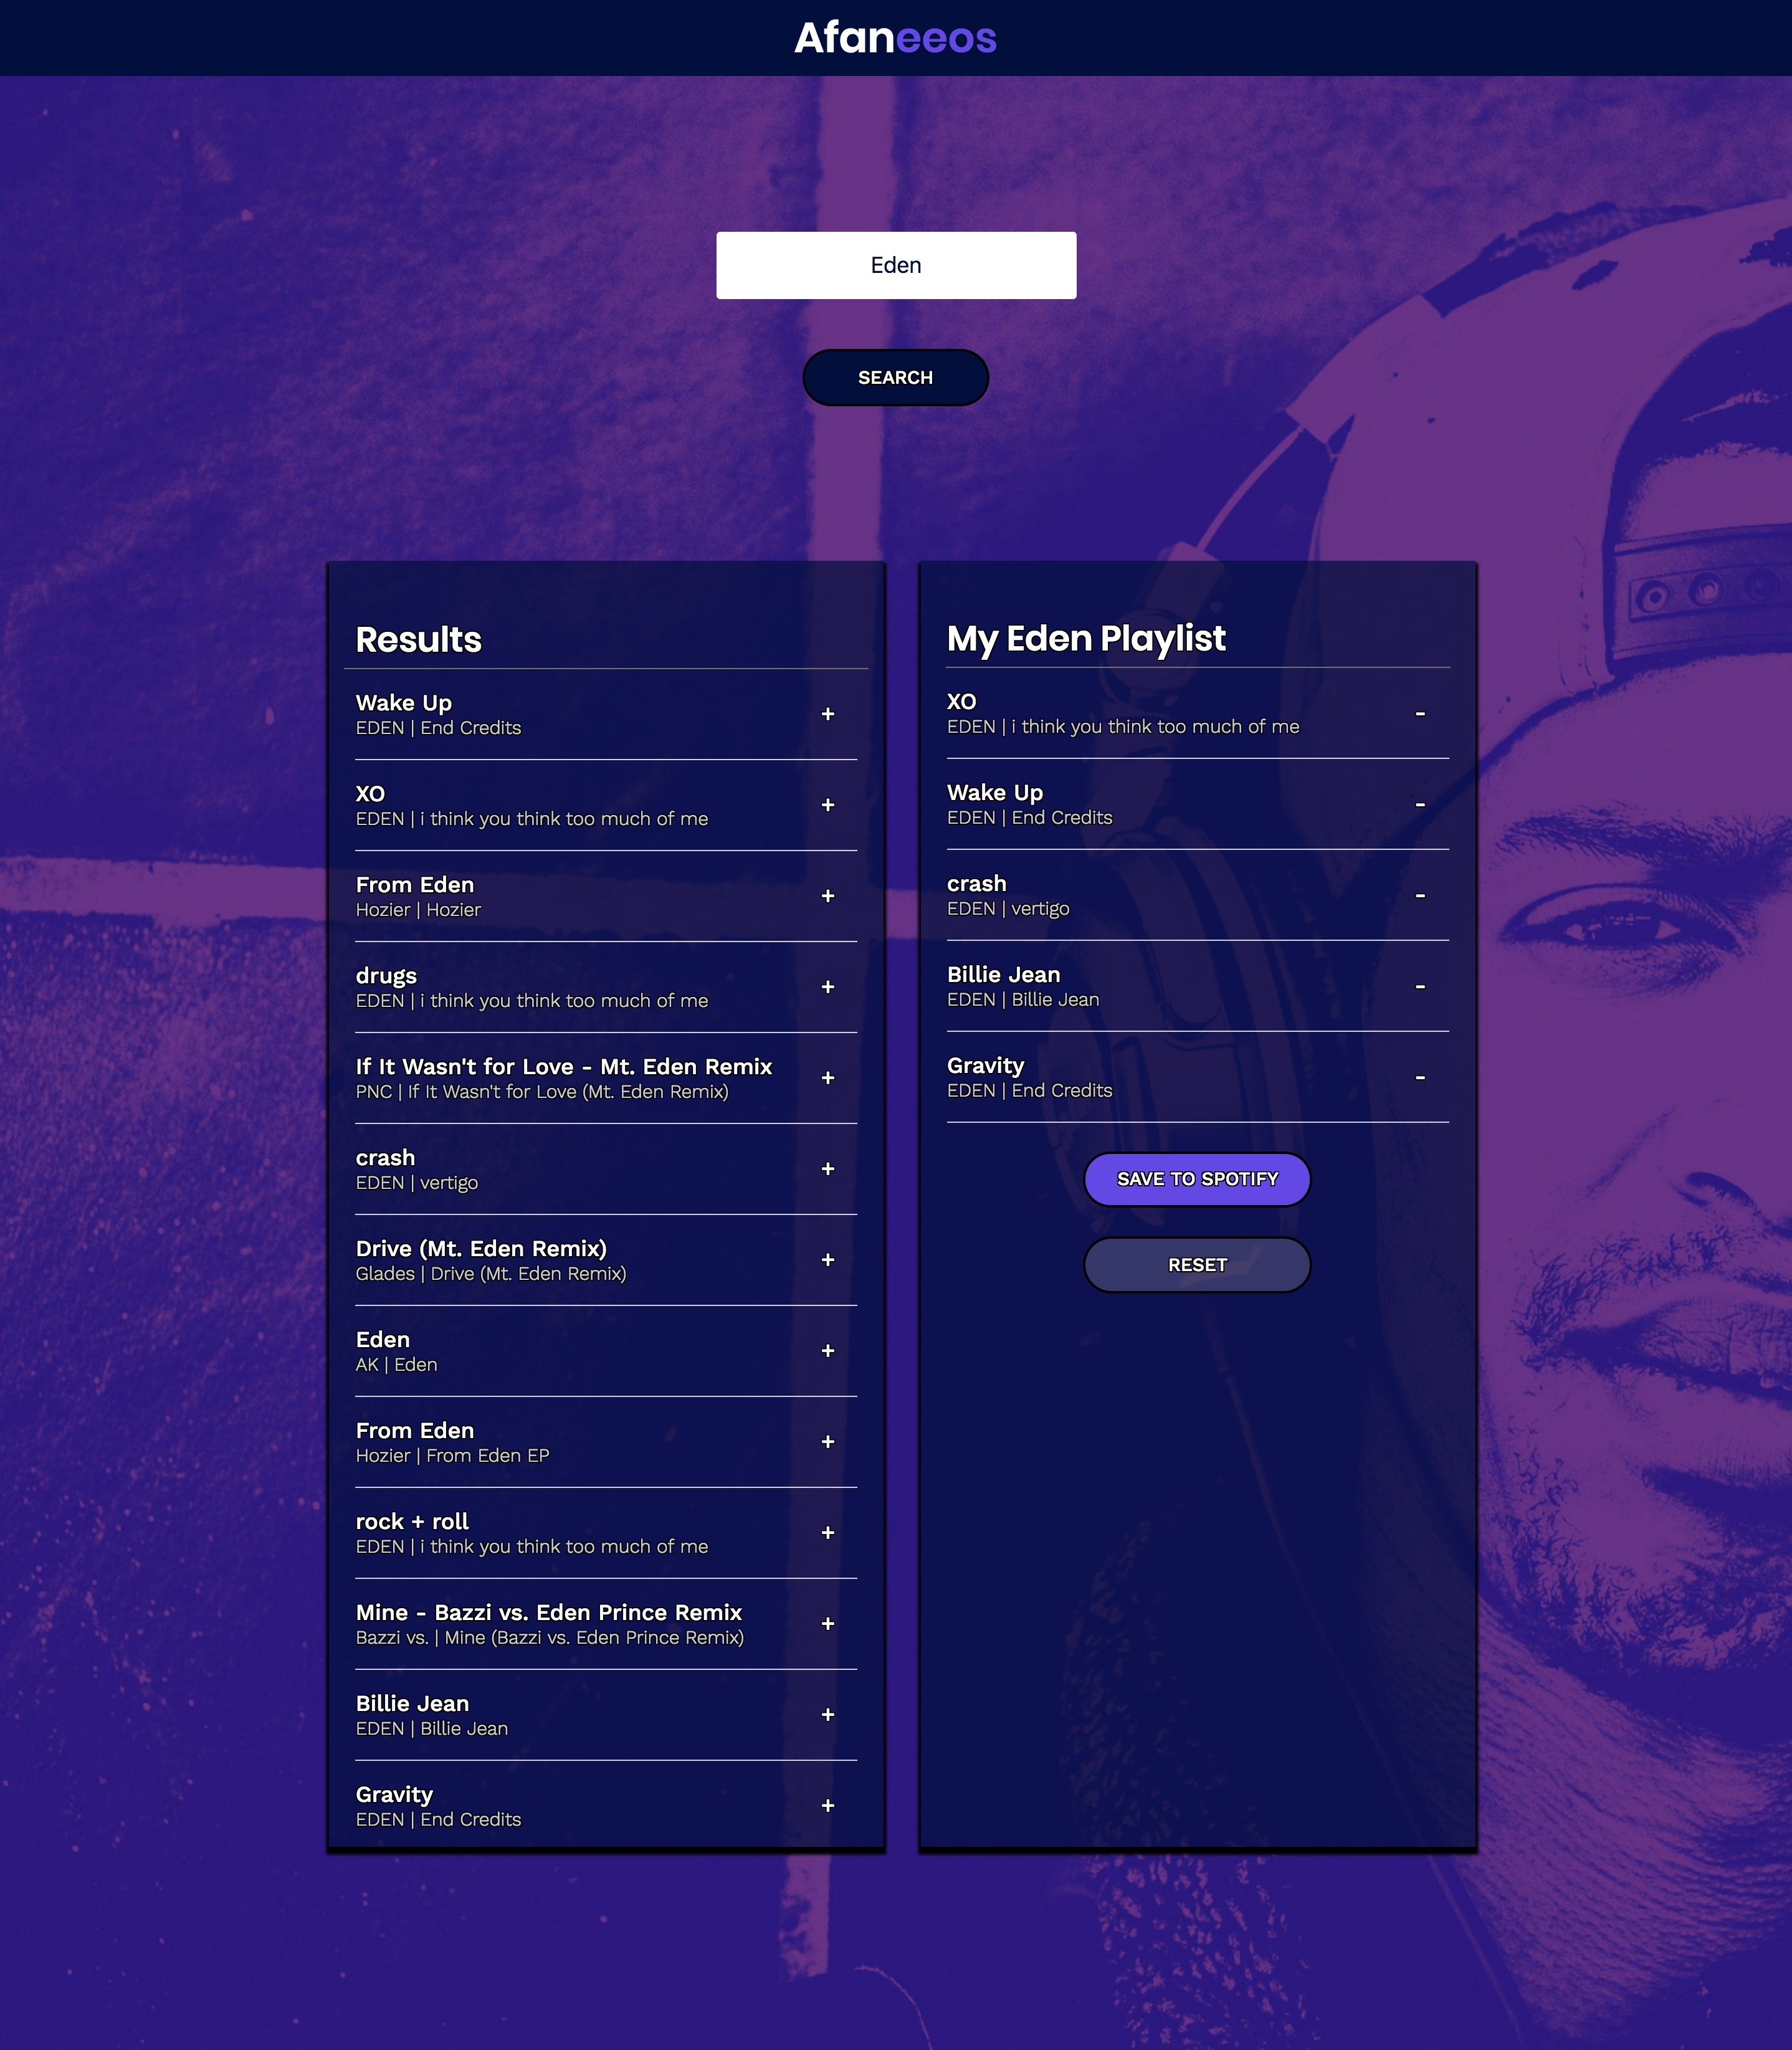 Afaneeeos
Eden
SEARCH
Results
Wake Up
EDEN | End Credits
+
XO
EDEN | i think you think too much of me
+
From Eden
Hozier | Hozier
+
drugs
EDEN | i think you think too much of me
+
If It Wasn't for Love - Mt. Eden Remix
PNC | If It Wasn't for Love (Mt. Eden Remix)
+
crash
EDEN | vertigo
+
Drive (Mt. Eden Remix)
Glades | Drive (Mt. Eden Remix)
+
Eden
AK | Eden
+
From Eden
Hozier | From Eden EP
+
rock + roll
EDEN | i think you think too much of me
+
Mine - Bazzi vs. Eden Prince Remix
Bazzi vs. | Mine (Bazzi vs. Eden Prince Remix)
+
Billie Jean
EDEN | Billie Jean
+
Gravity
EDEN | End Credits
+
My Eden Playlist
XO
EDEN | i think you think too much of me
-
Wake Up
EDEN | End Credits
-
crash
EDEN | vertigo
-
Billie Jean
EDEN | Billie Jean
-
Gravity
EDEN | End Credits
-
SAVE TO SPOTIFY
RESET